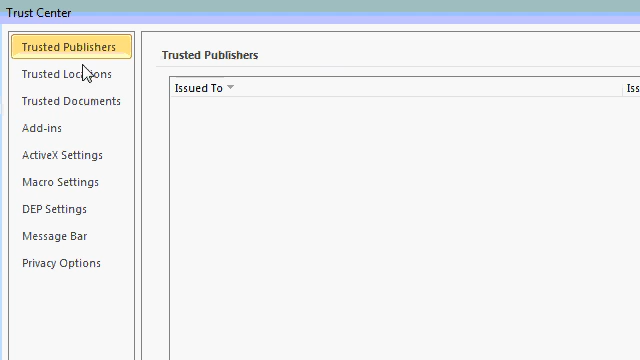 Trust Center
Trusted Publishers
Trusted Locations
Trusted Documents
Add-ins
ActiveX Settings
Macro Settings
DEP Settings
Message Bar
Privacy Options
Trusted Publishers
Issued To
Iss